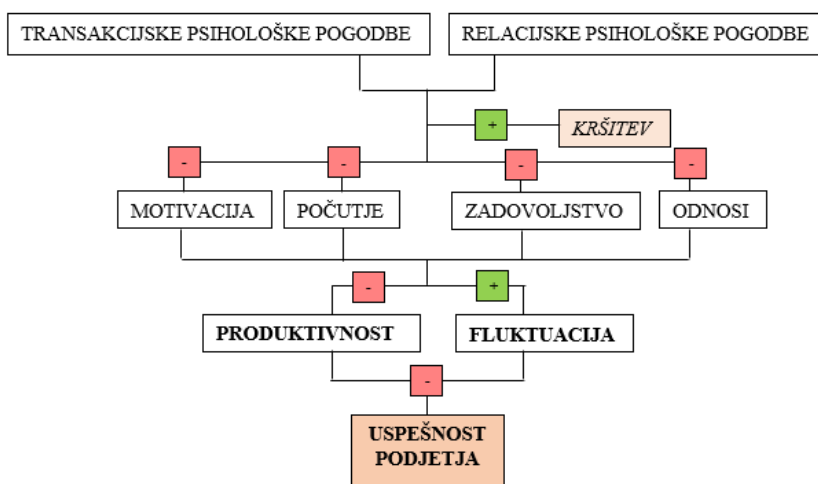 TRANSAKCIJSKE PSIHOLOŠKE POGODBE
RELACIJSKE PSIHOLOŠKE POGODBE
+
KRŠITEV
-
-
-
-
MOTIVACIJA
POČUTJE
ZADOVOLJSTVO
ODNOSI
-
+
PRODUKTIVNOST
FLUKTUACIJA
-
USPEŠNOST
PODJETJA